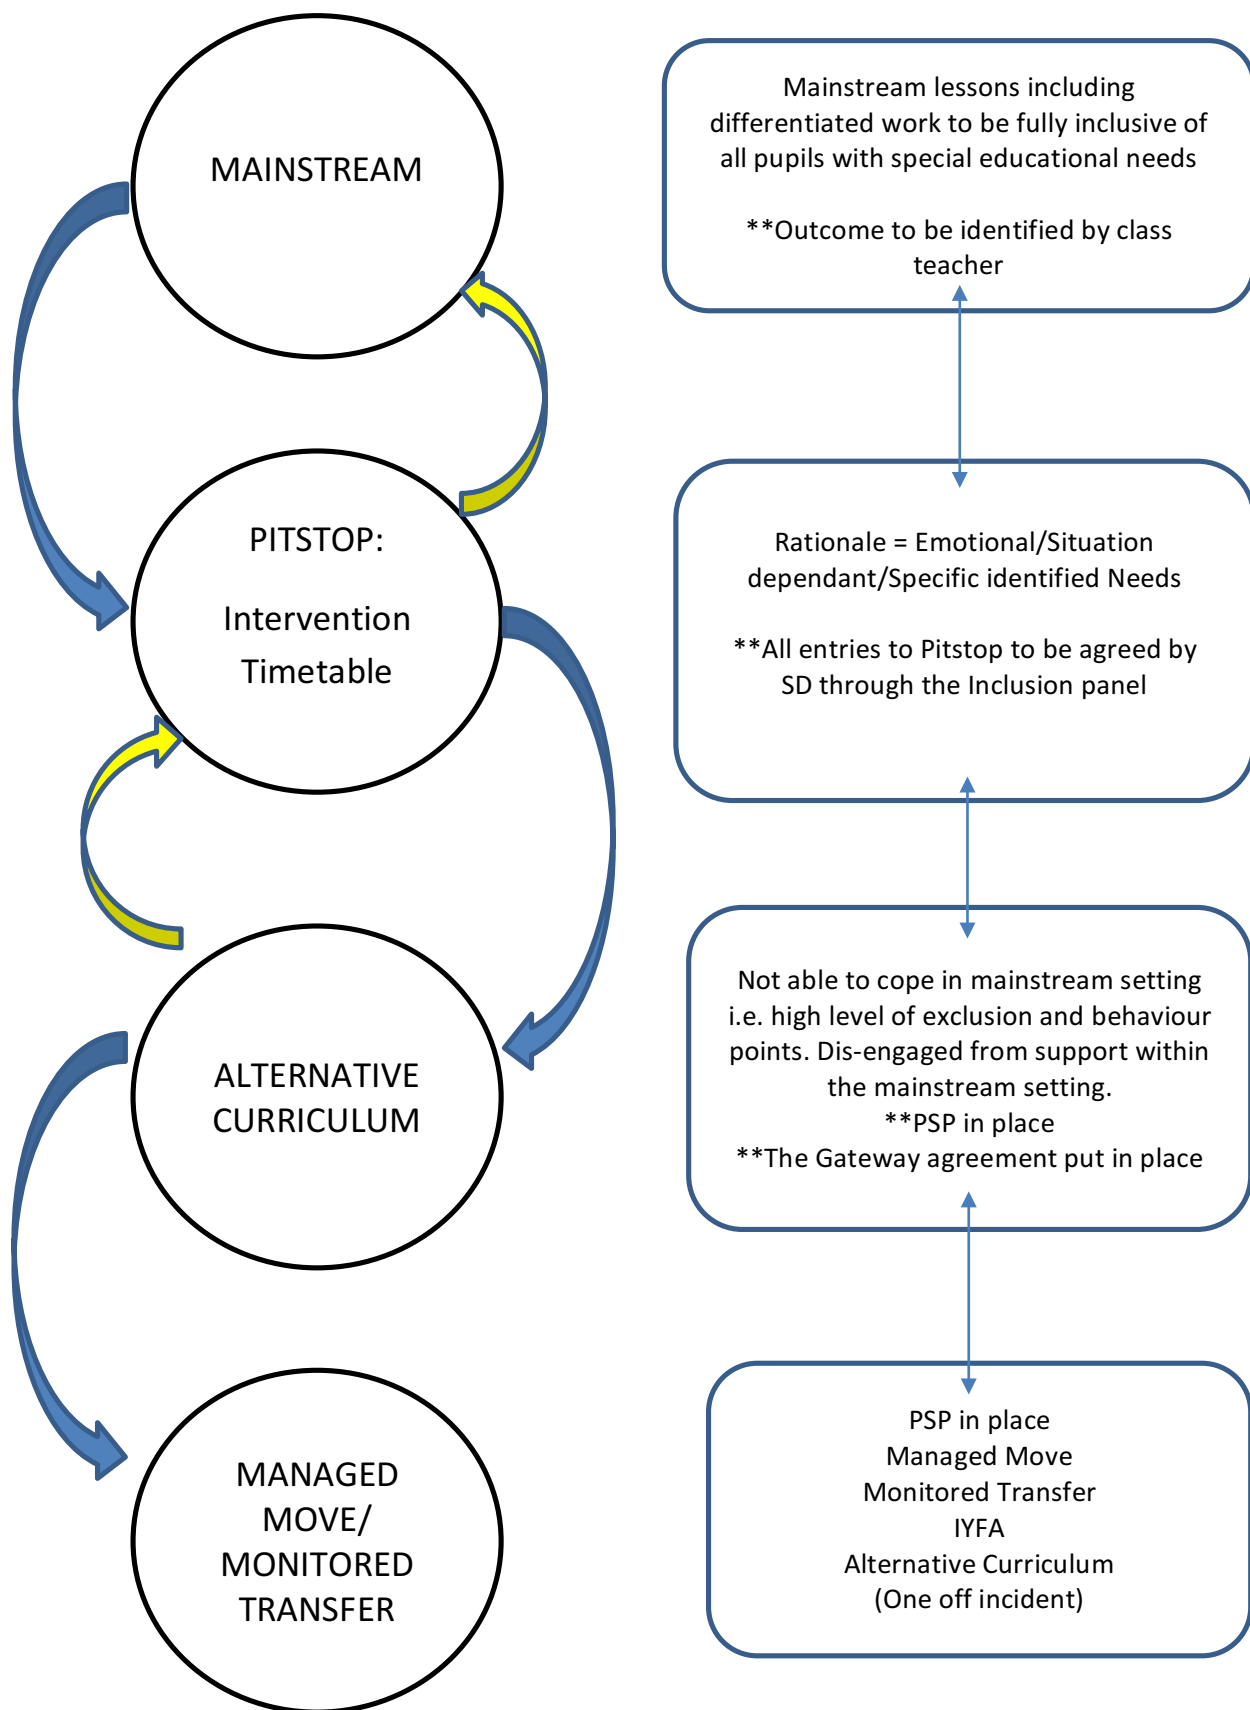 MAINSTREAM
Mainstream lessons including
differentiated work to be fully inclusive of
all pupils with special educational needs
**Outcome to be identified by class
teacher
PITSTOP:
Intervention
Timetable
Rationale = Emotional/Situation
dependant/Specific identified Needs
**All entries to Pitstop to be agreed by
SD through the Inclusion panel
ALTERNATIVE
CURRICULUM
Not able to cope in mainstream setting
i.e. high level of exclusion and behaviour
points. Dis-engaged from support within
the mainstream setting.
**PSP in place
**The Gateway agreement put in place
MANAGED
MOVE/
MONITORED
TRANSFER
PSP in place
Managed Move
Monitored Transfer
IYFA
Alternative Curriculum
(One off incident)